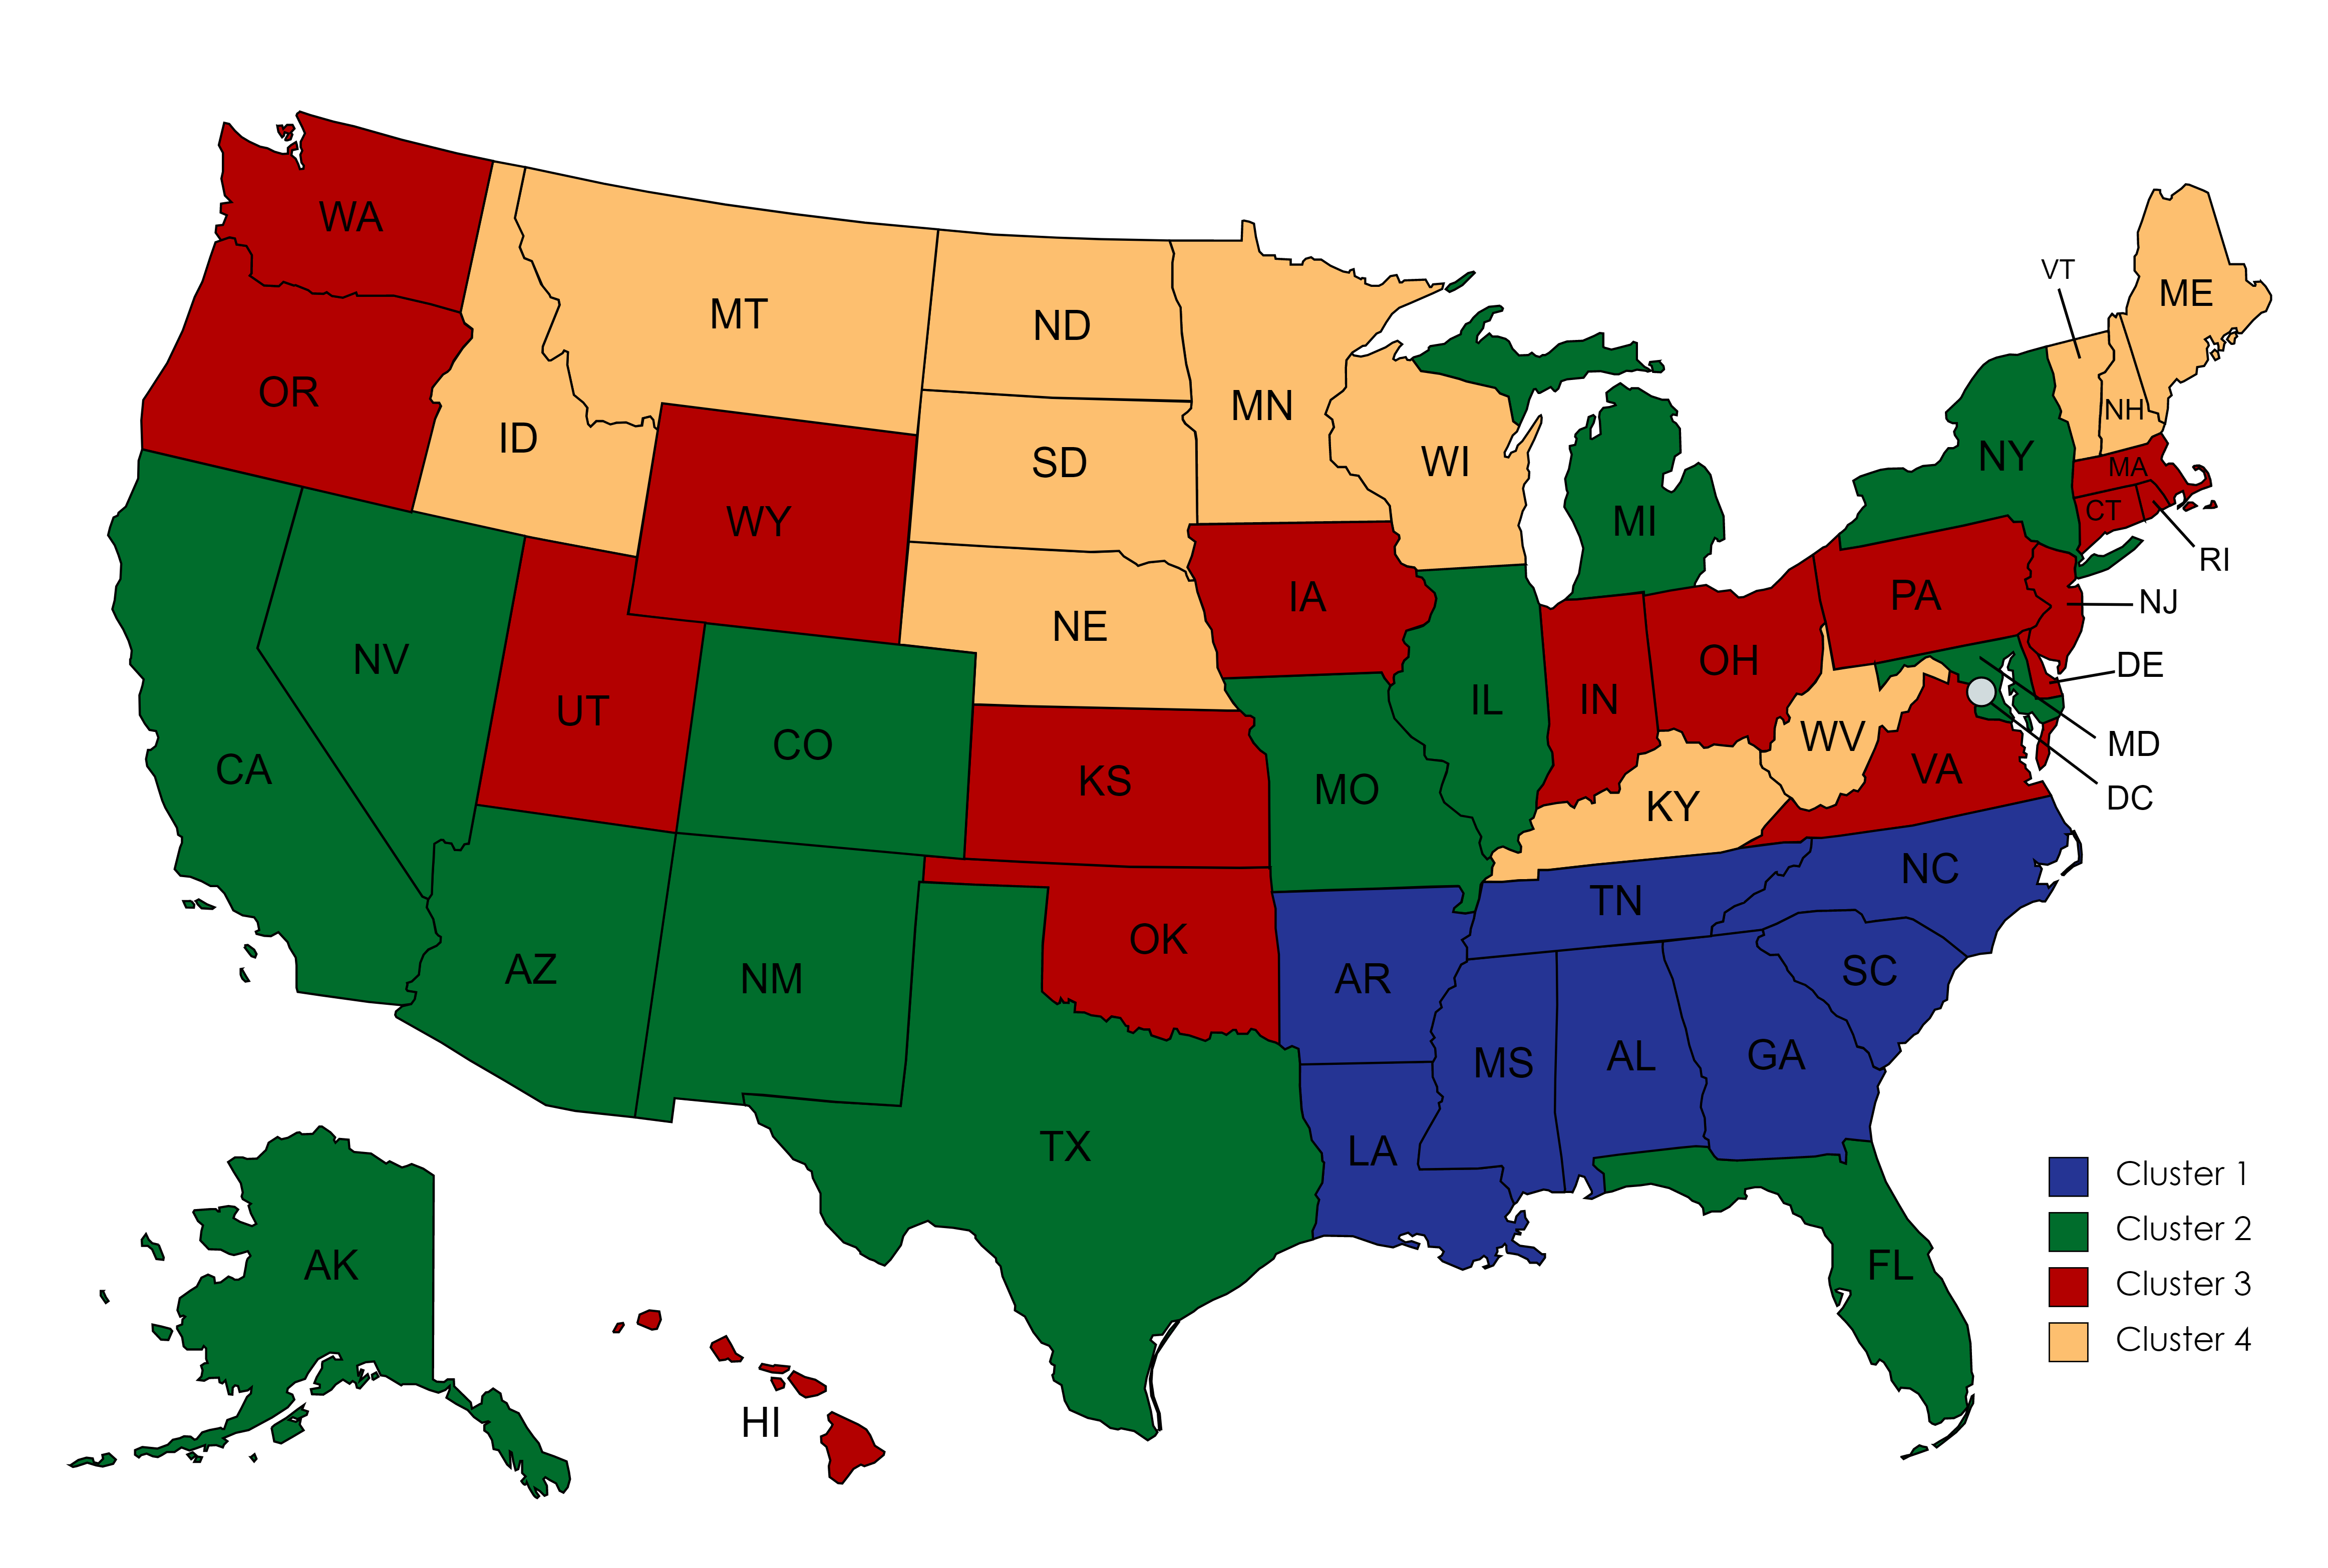 WA
VT
ME
MT
ND
OR
MN
NH
ID
SD
WI
NY
MA
WY
MI
CT
RI
IA
PA
NJ
NE
NV
OH
DE
UT
IN
IL
CO
WV
MD
CA
KS
MO
VA
DC
KY
NC
TN
OK
AZ
NM
AR
SC
MS
AL
GA
TX
LA
Cluster 1
Cluster 2
AK
FL
Cluster 3
Cluster 4
HI